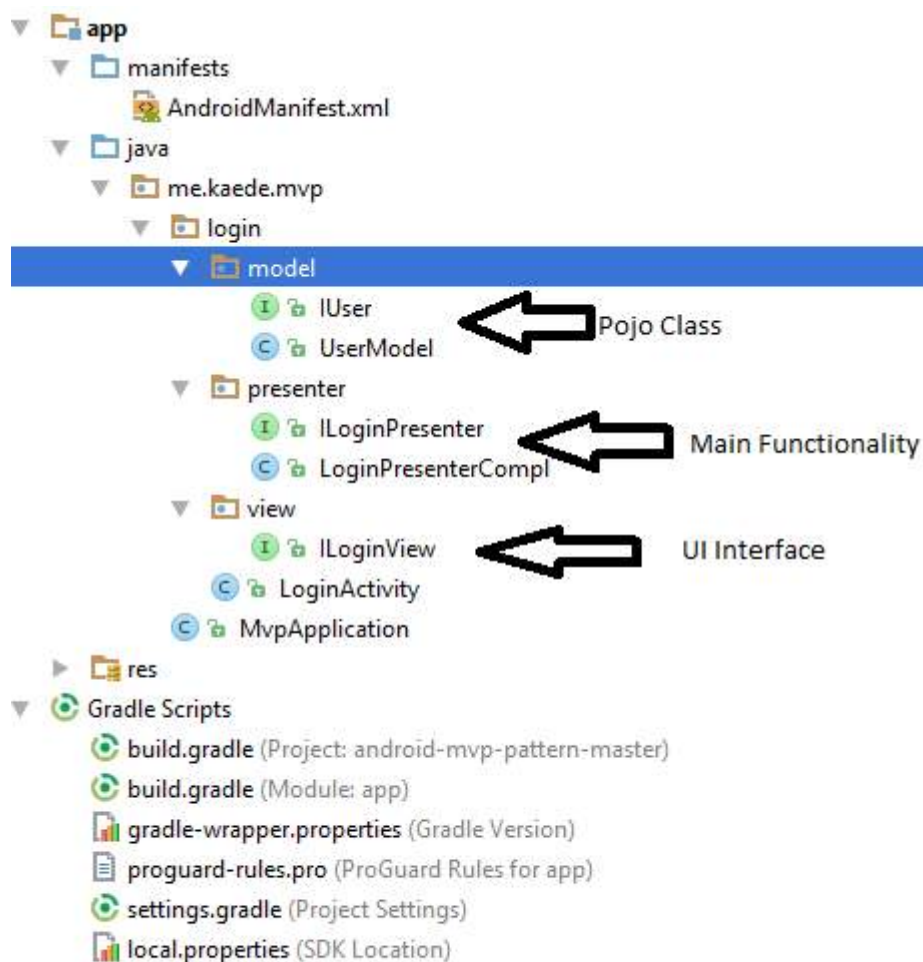 app
manifests
AndroidManifest.xml
java
me.kaede.mvp
login
model
IUser
Pojo Class
UserModel
presenter
ILoginPresenter
Main Functionality
LoginPresenterCompl
view
ILoginView
UI Interface
LoginActivity
MvpApplication
res
Gradle Scripts
build.gradle (Project: android-mvp-pattern-master)
build.gradle (Module: app)
gradle-wrapper.properties (Gradle Version)
proguard-rules.pro (ProGuard Rules for app)
settings.gradle (Project Settings)
local.properties (SDK Location)